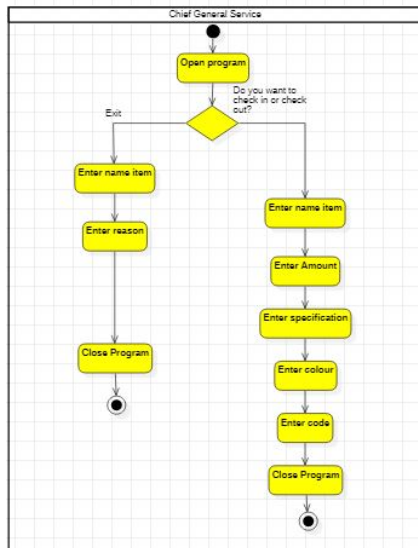 Chief General Service
Open program
Do you want to
check in or check
out?
Exit
Enter name item
Enter reason
Close Program
Enter name item
Enter Amount
Enter specification
Enter colour
Enter code
Close Program